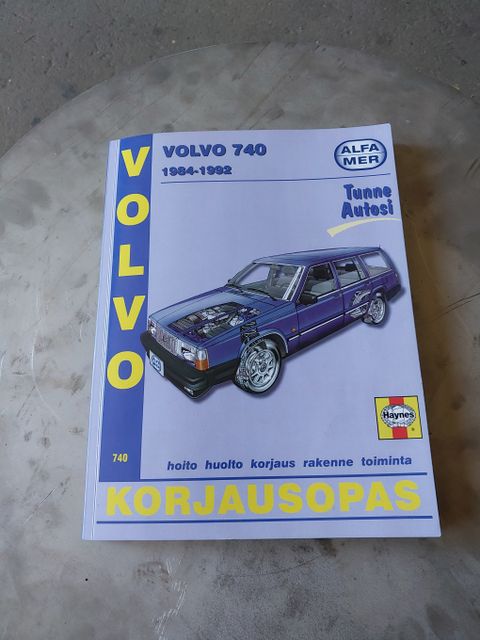 VOLVO
VOLVO 740
1984-1992
ALFA
MER
Tunne
Autosi
Haynes
740
hoito huolto korjaus rakenne toiminta
KORJAUSOPAS